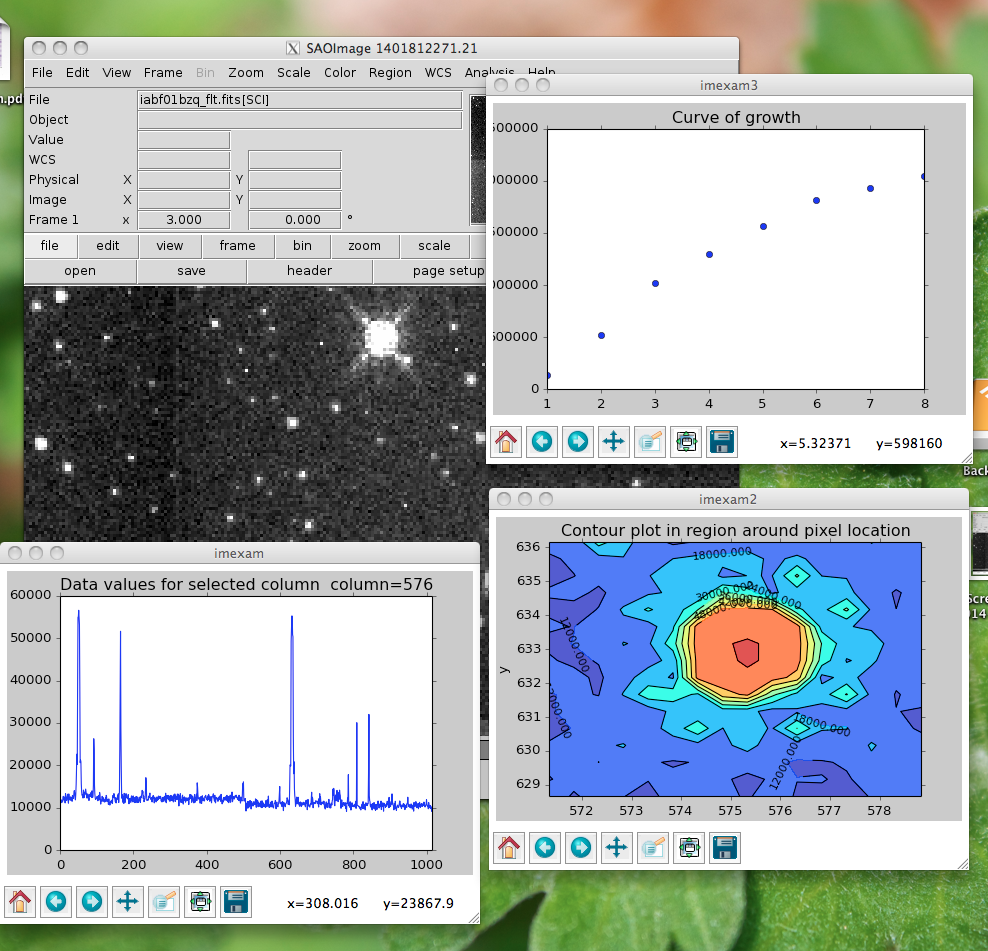 SAOImage 1401812271.21
File Edit View Frame Bin Zoom Scale Color Region WCS Analysis Help
File iabf01bzq_flt.fits[SCI]
Object
Value
WCS
Physical X Y
Image X Y
Frame 1 x 3.000 0.000 °
file edit view frame bin zoom scale
open save header page setup
imexam3
Curve of growth
500000
000000
500000
000000
500000
0
1 2 3 4 5 6 7 8
x=5.32371 y=598160
n.pd
Back
imexam2
Contour plot in region around pixel location
636
635
634
633
632
631
630
629
y
18000.000
30000.000
24000.000
12000.000
18000.000
12000.000
572 573 574 575 576 577 578
Scre
014
imexam
Data values for selected column column=576
60000
50000
40000
30000
20000
10000
0
0 200 400 600 800 1000
x=308.016 y=23867.9